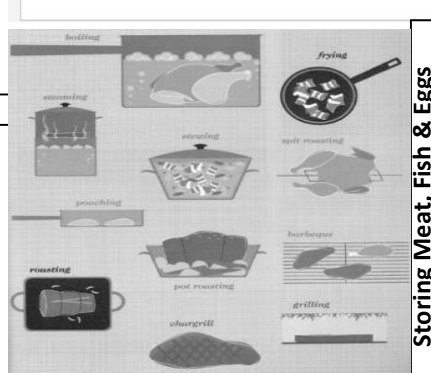 boiling
frying
steaming
stewing
spit roasting
poaching
barbeque
roasting
pot roasting
grilling
chargrill
Storing Meat, Fish & Eggs